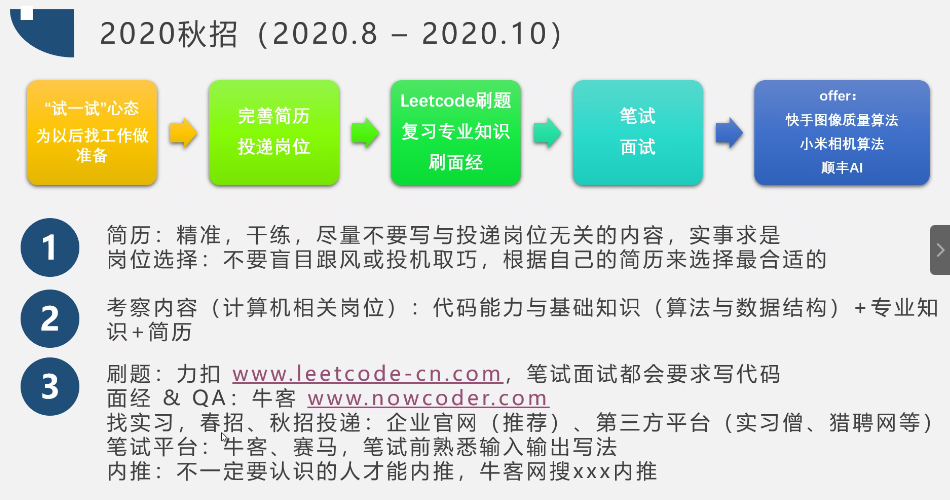 2020秋招（2020.8 – 2020.10）
“试一试”心态
为以后找工作做
准备
完善简历
投递岗位
Leetcode刷题
复习专业知识
刷面经
笔试
面试
offer:
快手图像质量算法
小米相机算法
顺丰AI
1
简历：精准，干练，尽量不要写与投递岗位无关的内容，实事求是
岗位选择：不要盲目跟风或投机取巧，根据自己的简历来选择最合适的
2
考察内容（计算机相关岗位）：代码能力与基础知识（算法与数据结构）+专业知
识+简历
3
刷题：力扣 www.leetcode-cn.com，笔试面试都会要求写代码
面经 & QA：牛客 www.nowcoder.com
找实习，春招、秋招投递：企业官网（推荐）、第三方平台（实习僧、猎聘网等）
笔试平台：牛客、赛马，笔试前熟悉输入输出写法
内推：不一定要认识的人才能内推，牛客网搜xxx内推